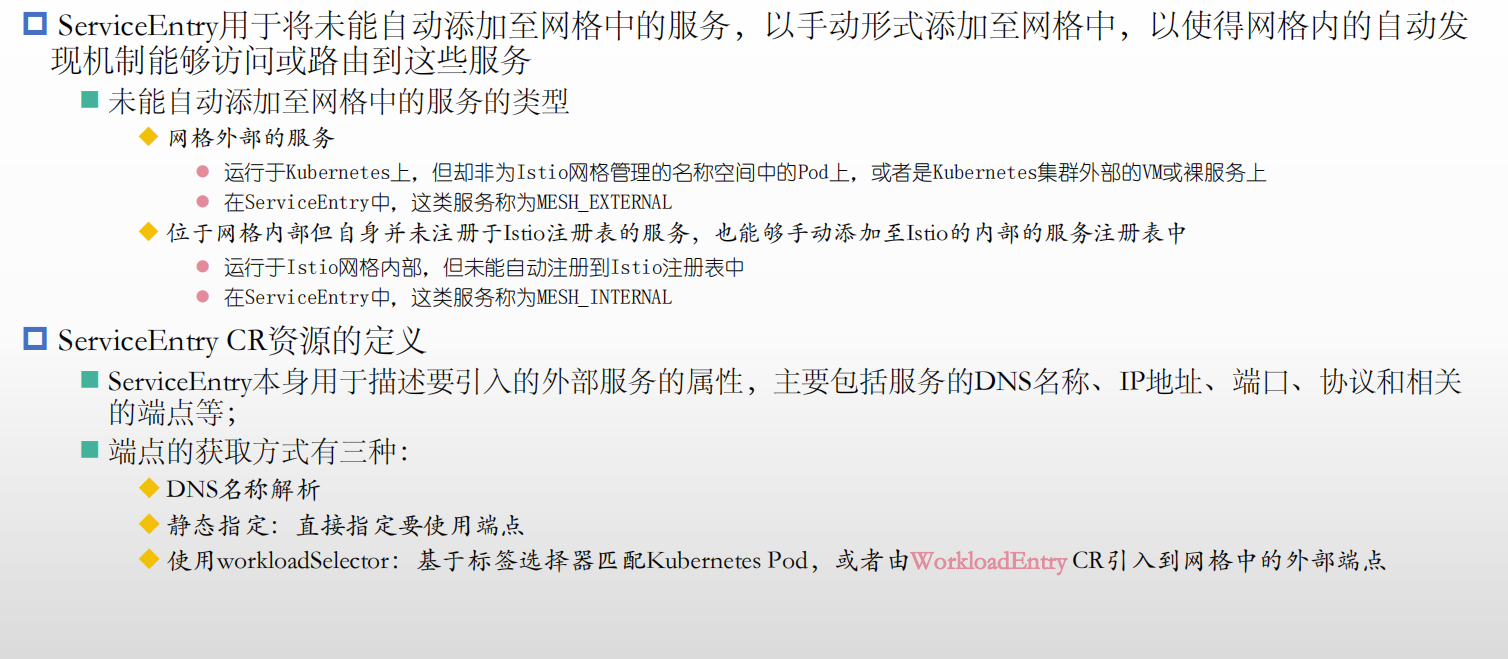 ServiceEntry用于将未能自动添加至网格中的服务，以手动形式添加至网格中，以使得网格内的自动发
现机制能够访问或路由到这些服务
未能自动添加至网格中的服务的类型
网格外部的服务
运行于Kubernetes上，但却非为Istio网格管理的名称空间中的Pod上，或者是Kubernetes集群外部的VM或裸服务上
在ServiceEntry中，这类服务称为MESH_EXTERNAL
位于网格内部但自身并未注册于Istio注册表的服务，也能够手动添加至Istio的内部的服务注册表中
运行于Istio网格内部，但未能自动注册到Istio注册表中
在ServiceEntry中，这类服务称为MESH_INTERNAL
ServiceEntry CR资源的定义
ServiceEntry本身用于描述要引入的外部服务的属性，主要包括服务的DNS名称、IP地址、端口、协议和相关
的端点等；
端点的获取方式有三种：
DNS名称解析
静态指定：直接指定要使用端点
使用workloadSelector：基于标签选择器匹配Kubernetes Pod，或者由WorkloadEntry CR引入到网格中的外部端点